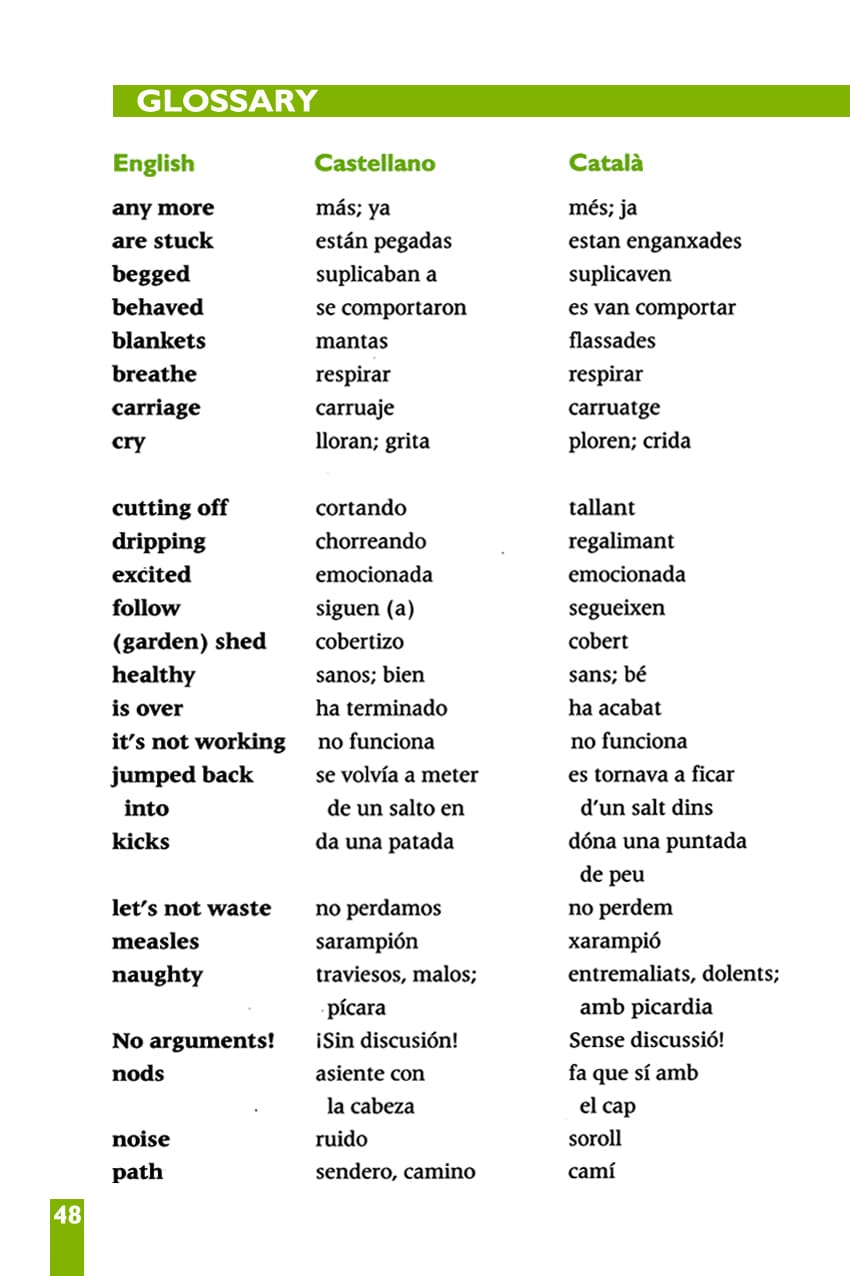 GLOSSARY
English Castellano Català
any more más; ya més; ja
are stuck están pegadas estan enganxades
begged suplicaban a suplicaven
behaved se comportaron es van comportar
blankets mantas flassades
breathe respirar respirar
carriage carruaje carruatge
cry lloran; grita ploren; crida
cutting off cortando tallant
dripping chorreando regalimant
excited emocionada emocionada
follow siguen (a) segueixen
(garden) shed cobertizo cobert
healthy sanos; bien sans; bé
is over ha terminado ha acabat
it's not working no funciona no funciona
jumped back se volvía a meter es tornava a ficar
into de un salto en d'un salt dins
kicks da una patada dóna una puntada
de peu
let's not waste no perdamos no perdem
measles sarampión xarampió
naughty traviesos, malos; entremaliats, dolents;
pícara amb picardia
No arguments! ¡Sin discusión! Sense discussió!
nods asiente con fa que sí amb
la cabeza el cap
noise ruido soroll
path sendero, camino camí
48